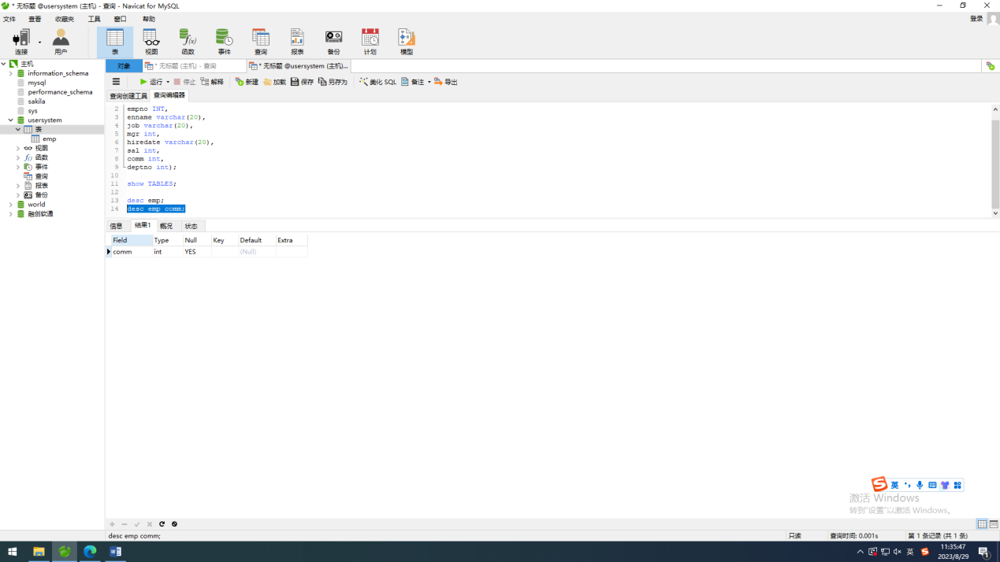 * 无标题 @usersystem (主机) - 查询 - Navicat for MySQL
文件 查看 收藏夹 工具 窗口 帮助
登录
连接 用户 表 视图 函数 事件 查询 报表 备份 计划 模型
主机
information_schema
mysql
performance_schema
sakila
sys
usersystem
表
emp
视图
函数
事件
查询
报表
备份
world
融创软通
对象 * 无标题 (主机) - 查询 * 无标题 @usersystem (主机)...
运行 停止 解释 新建 加载 保存 另存为 美化 SQL 备注 导出
查询创建工具 查询编辑器
2 empno INT,
3 enname varchar(20),
4 job varchar(20),
5 mgr int,
6 hiredate varchar(20),
7 sal int,
8 comm int,
9 deptno int);
10
11 show TABLES;
12
13 desc emp;
14 desc emp comm;
信息 结果1 概况 状态
Field Type Null Key Default Extra
comm int YES (Null)
英
激活 Windows
转到"设置"以激活 Windows。
desc emp comm; 只读 查询时间: 0.001s 第 1 条记录 (共 1 条)
英
11:35:47
2023/8/29
1